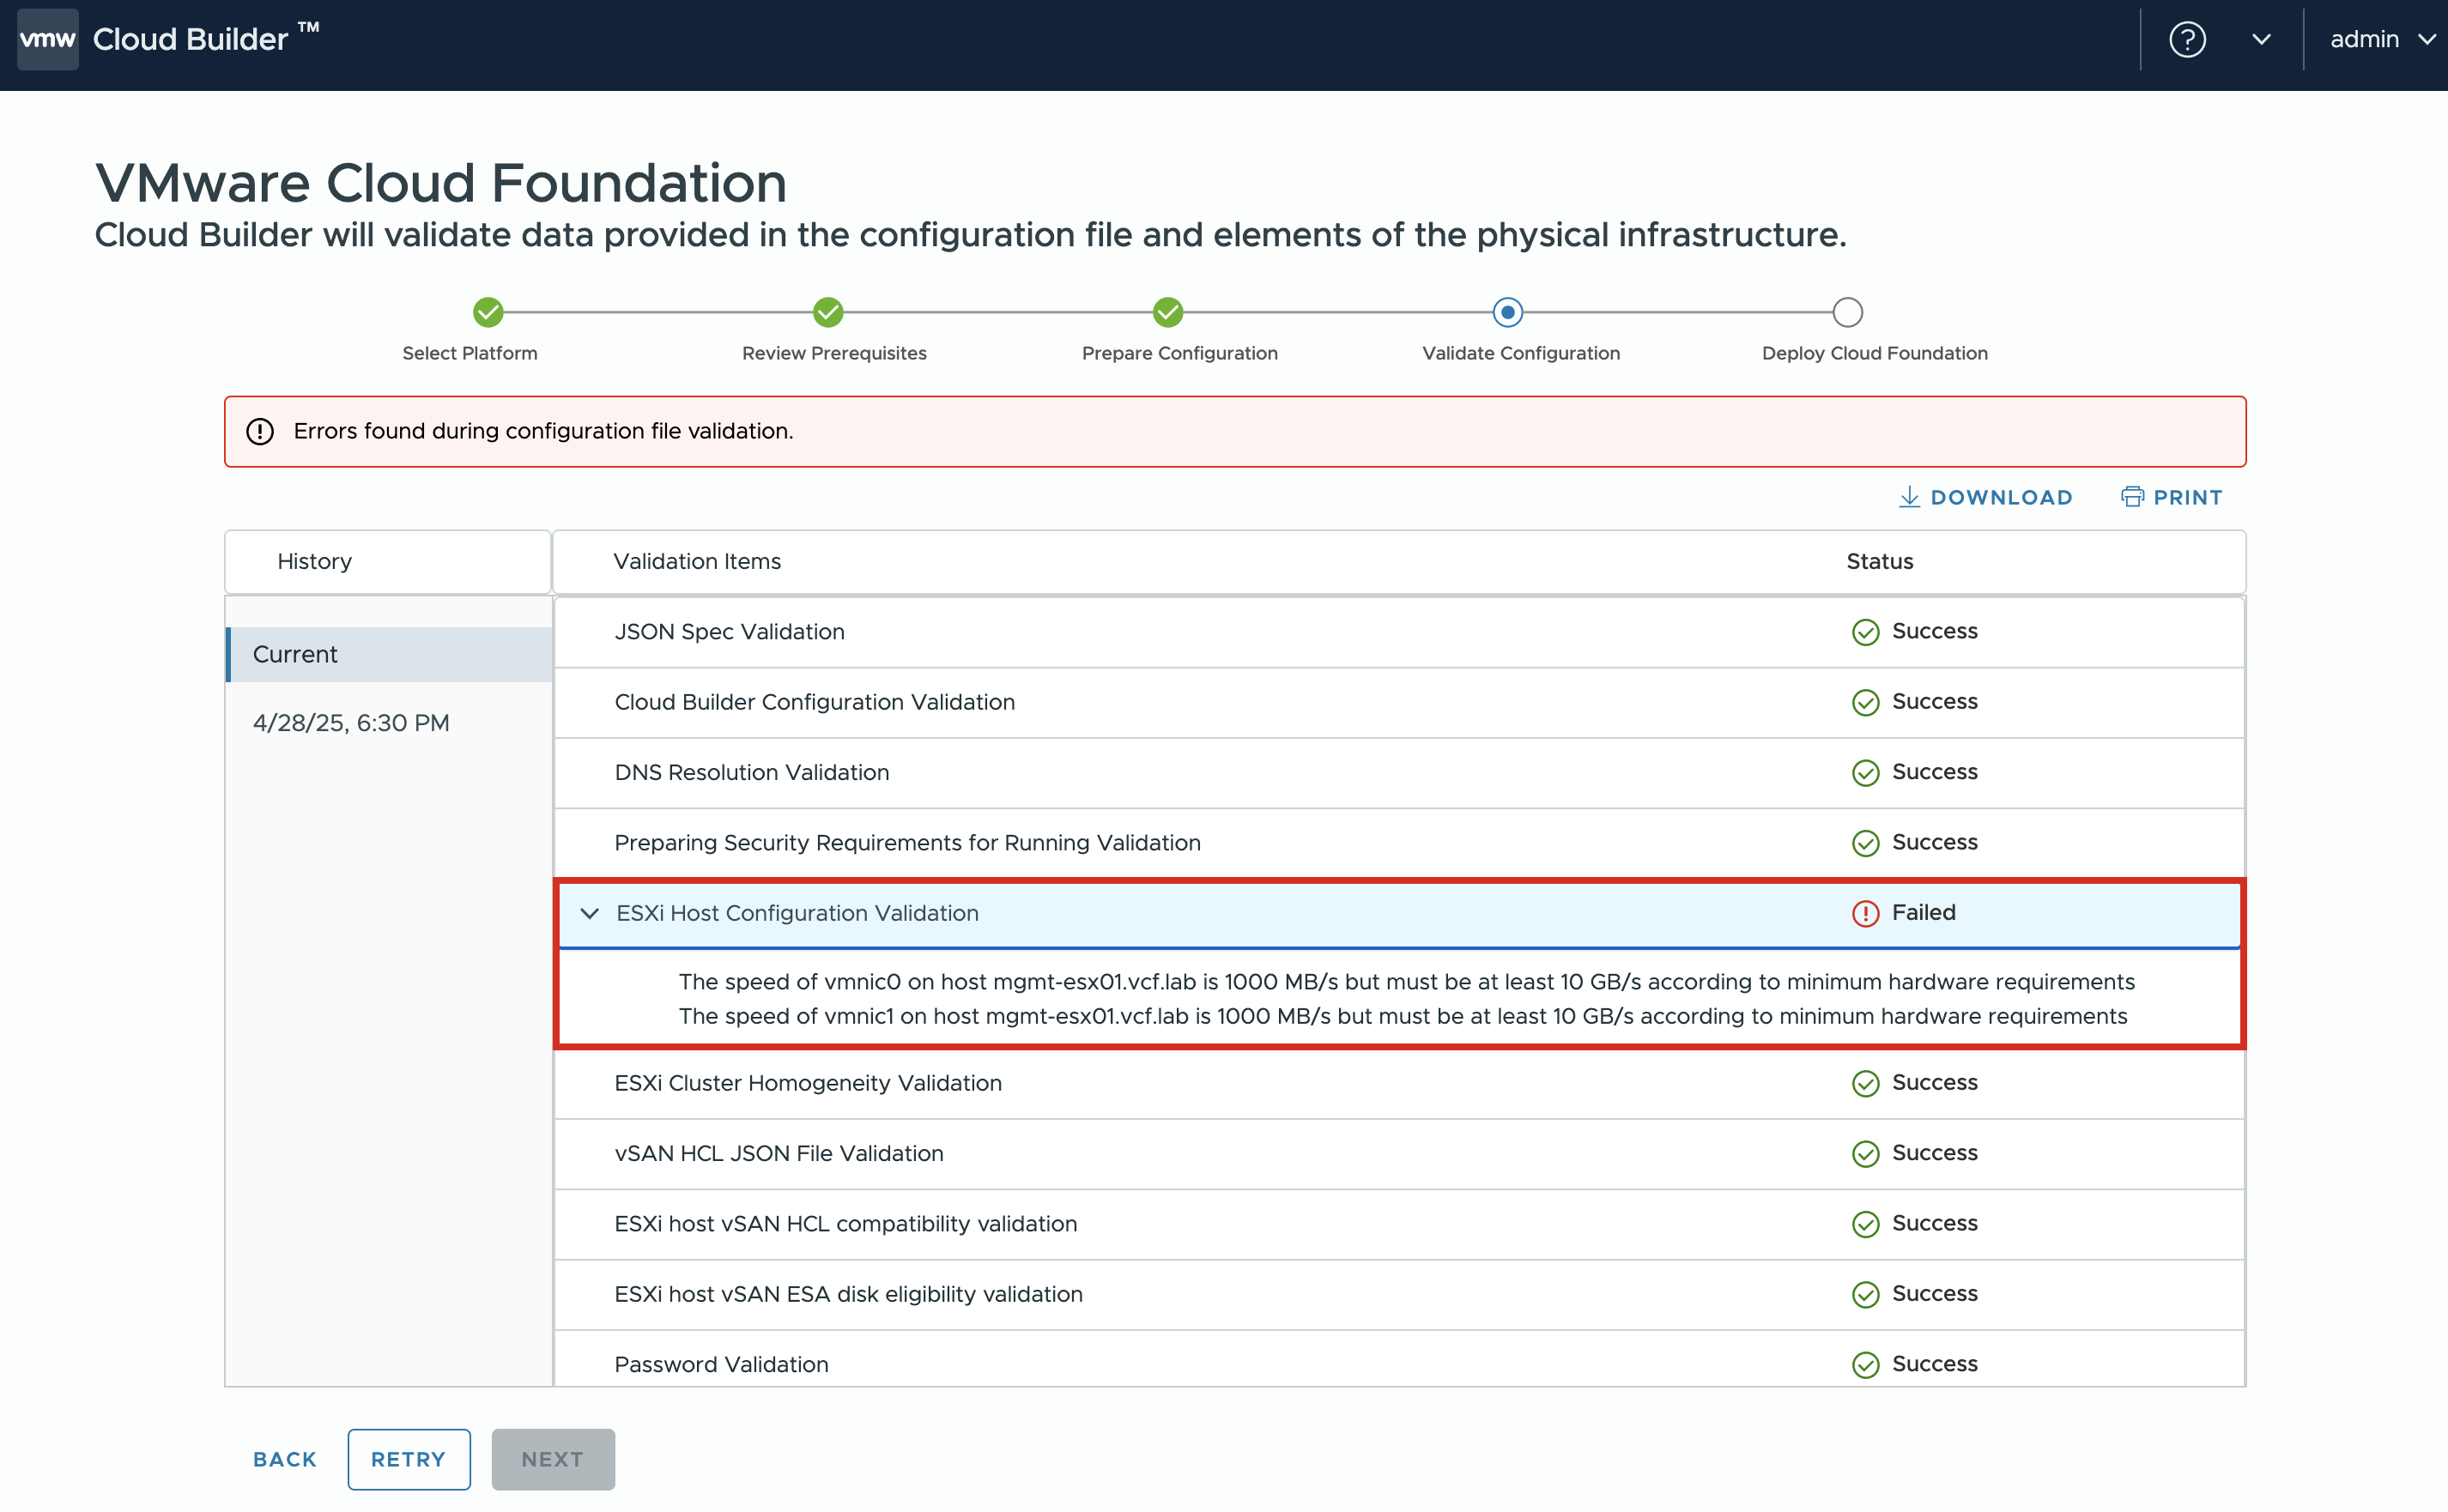 vmw Cloud Builder ™
admin
VMware Cloud Foundation
Cloud Builder will validate data provided in the configuration file and elements of the physical infrastructure.
Select Platform
Review Prerequisites
Prepare Configuration
Validate Configuration
Deploy Cloud Foundation
Errors found during configuration file validation.
DOWNLOAD
PRINT
History
Validation Items
Status
Current
4/28/25, 6:30 PM
JSON Spec Validation
Success
Cloud Builder Configuration Validation
Success
DNS Resolution Validation
Success
Preparing Security Requirements for Running Validation
Success
ESXi Host Configuration Validation
Failed
The speed of vmnic0 on host mgmt-esx01.vcf.lab is 1000 MB/s but must be at least 10 GB/s according to minimum hardware requirements
The speed of vmnic1 on host mgmt-esx01.vcf.lab is 1000 MB/s but must be at least 10 GB/s according to minimum hardware requirements
ESXi Cluster Homogeneity Validation
Success
vSAN HCL JSON File Validation
Success
ESXi host vSAN HCL compatibility validation
Success
ESXi host vSAN ESA disk eligibility validation
Success
Password Validation
Success
BACK
RETRY
NEXT